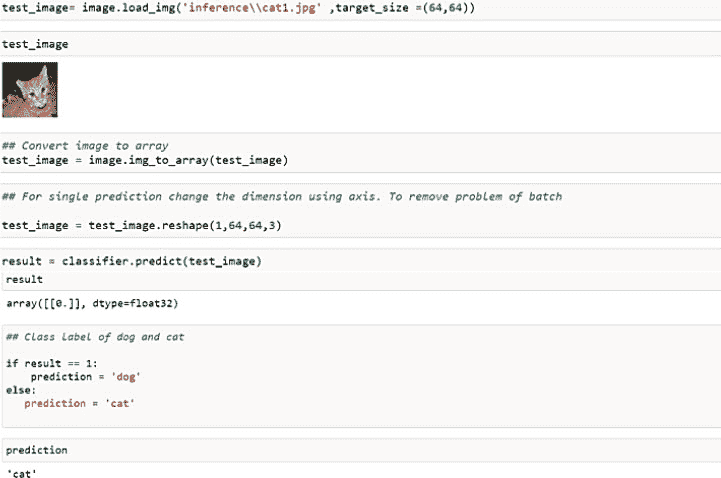 test_image= image.load_img('inference\\cat1.jpg' ,target_size =(64,64))
test_image
## Convert image to array
test_image = image.img_to_array(test_image)
## For single prediction change the dimension using axis. To remove problem of batch
test_image = test_image.reshape(1,64,64,3)
result = classifier.predict(test_image)
result
array([[0.]], dtype=float32)
## Class label of dog and cat
if result == 1:
    prediction = 'dog'
else:
   prediction = 'cat'
prediction
'cat'